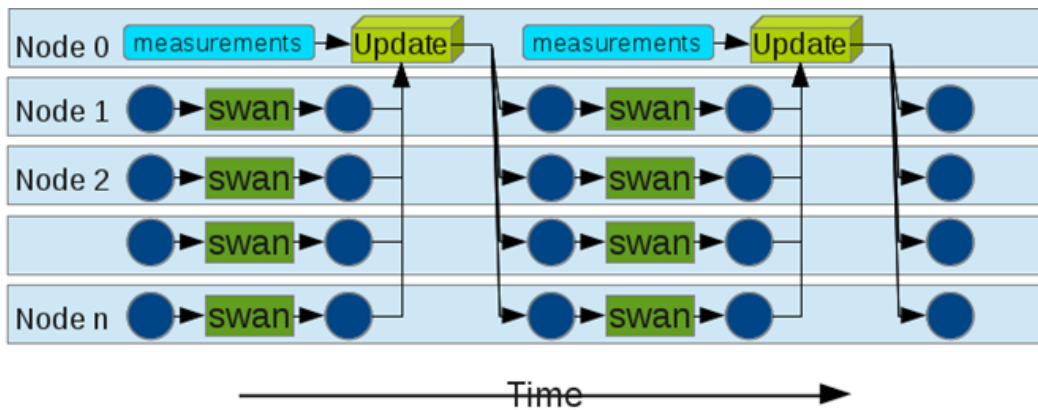 Node 0 measurements Update measurements Update
Node 1 swan swan
Node 2 swan swan
swan swan
Node n swan swan
Time